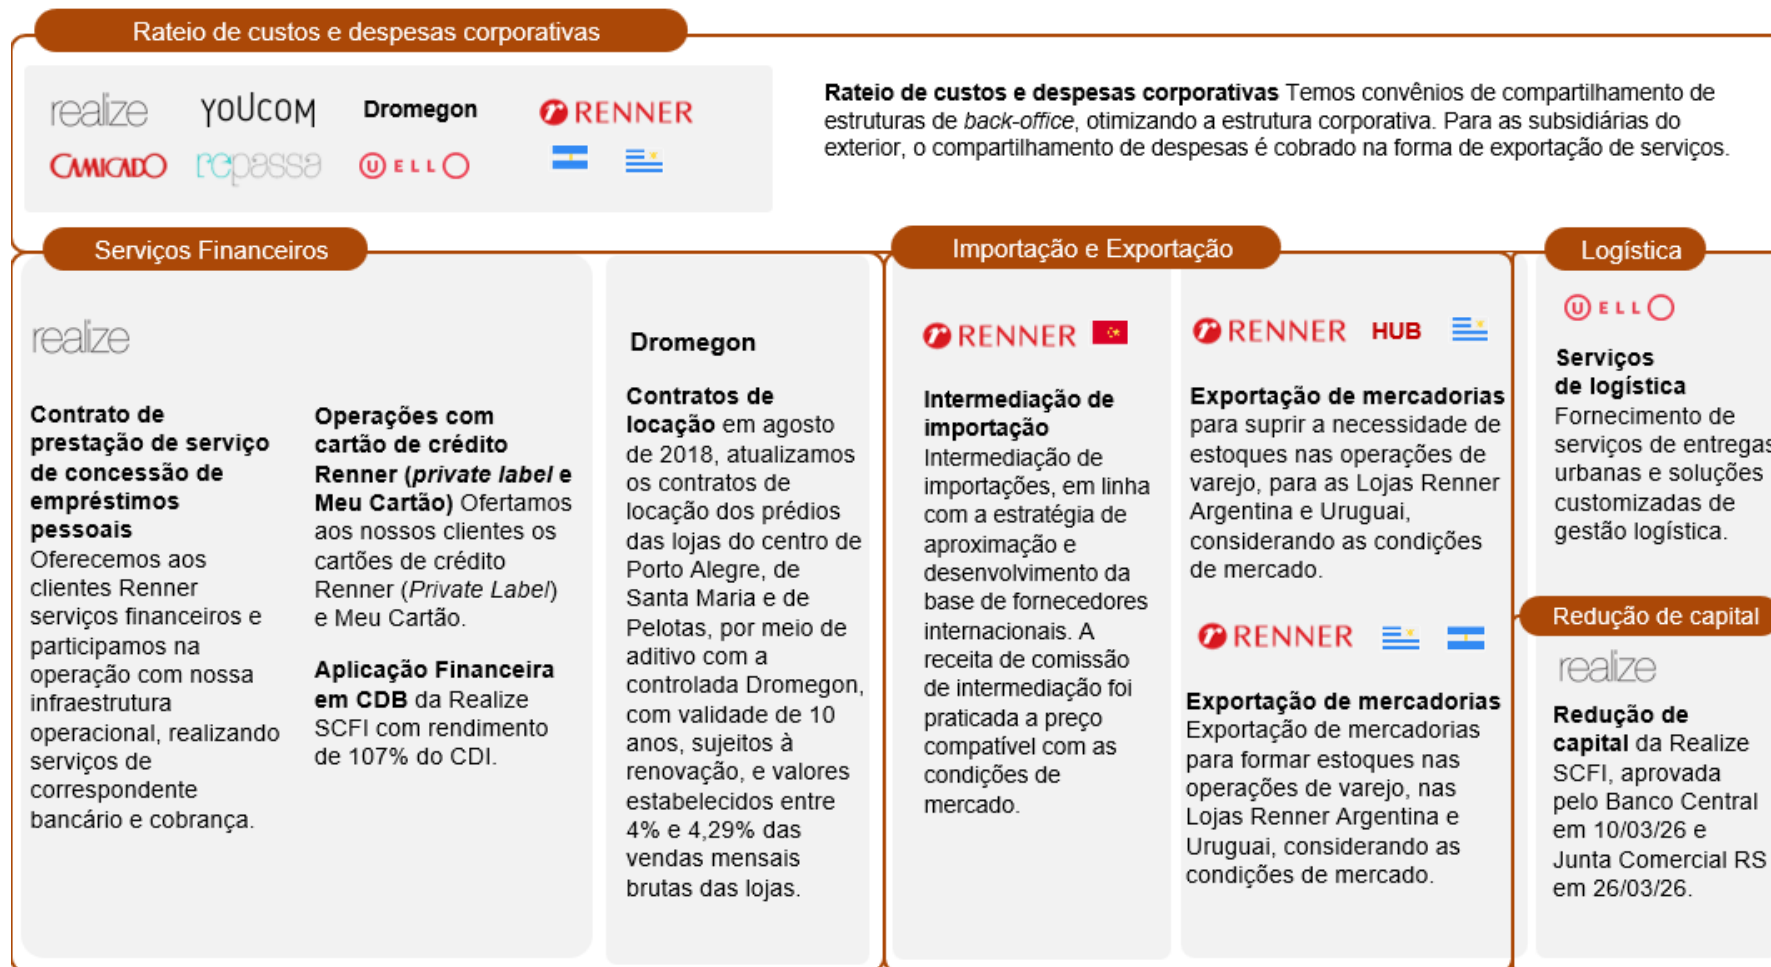 Rateio de custos e despesas corporativas
realize YOUCOM Dromegon RENNER
CAMICADO repassa UELLO
Rateio de custos e despesas corporativas Temos convênios de compartilhamento de
estruturas de back-office, otimizando a estrutura corporativa. Para as subsidiárias do
exterior, o compartilhamento de despesas é cobrado na forma de exportação de serviços.
Serviços Financeiros
realize
Contrato de
prestação de serviço
de concessão de
empréstimos
pessoais
Oferecemos aos
clientes Renner
serviços financeiros e
participamos na
operação com nossa
infraestrutura
operacional, realizando
serviços de
correspondente
bancário e cobrança.
Operações com
cartão de crédito
Renner (private label e
Meu Cartão) Ofertamos
aos nossos clientes os
cartões de crédito
Renner (Private Label)
e Meu Cartão.
Aplicação Financeira
em CDB da Realize
SCFI com rendimento
de 107% do CDI.
Dromegon
Contratos de
locação em agosto
de 2018, atualizamos
os contratos de
locação dos prédios
das lojas do centro de
Porto Alegre, de
Santa Maria e de
Pelotas, por meio de
aditivo com a
controlada Dromegon,
com validade de 10
anos, sujeitos à
renovação, e valores
estabelecidos entre
4% e 4,29% das
vendas mensais
brutas das lojas.
Importação e Exportação
RENNER
Intermediação de
importação
Intermediação de
importações, em linha
com a estratégia de
aproximação e
desenvolvimento da
base de fornecedores
internacionais. A
receita de comissão
de intermediação foi
praticada a preço
compatível com as
condições de
mercado.
RENNER HUB
Exportação de mercadorias
para suprir a necessidade de
estoques nas operações de
varejo, para as Lojas Renner
Argentina e Uruguai,
considerando as condições
de mercado.
RENNER
Exportação de mercadorias
Exportação de mercadorias
para formar estoques nas
operações de varejo, nas
Lojas Renner Argentina e
Uruguai, considerando as
condições de mercado.
Logística
UELLO
Serviços
de logística
Fornecimento de
serviços de entregas
urbanas e soluções
customizadas de
gestão logística.
Redução de capital
realize
Redução de
capital da Realize
SCFI, aprovada
pelo Banco Central
em 10/03/26 e
Junta Comercial RS
em 26/03/26.